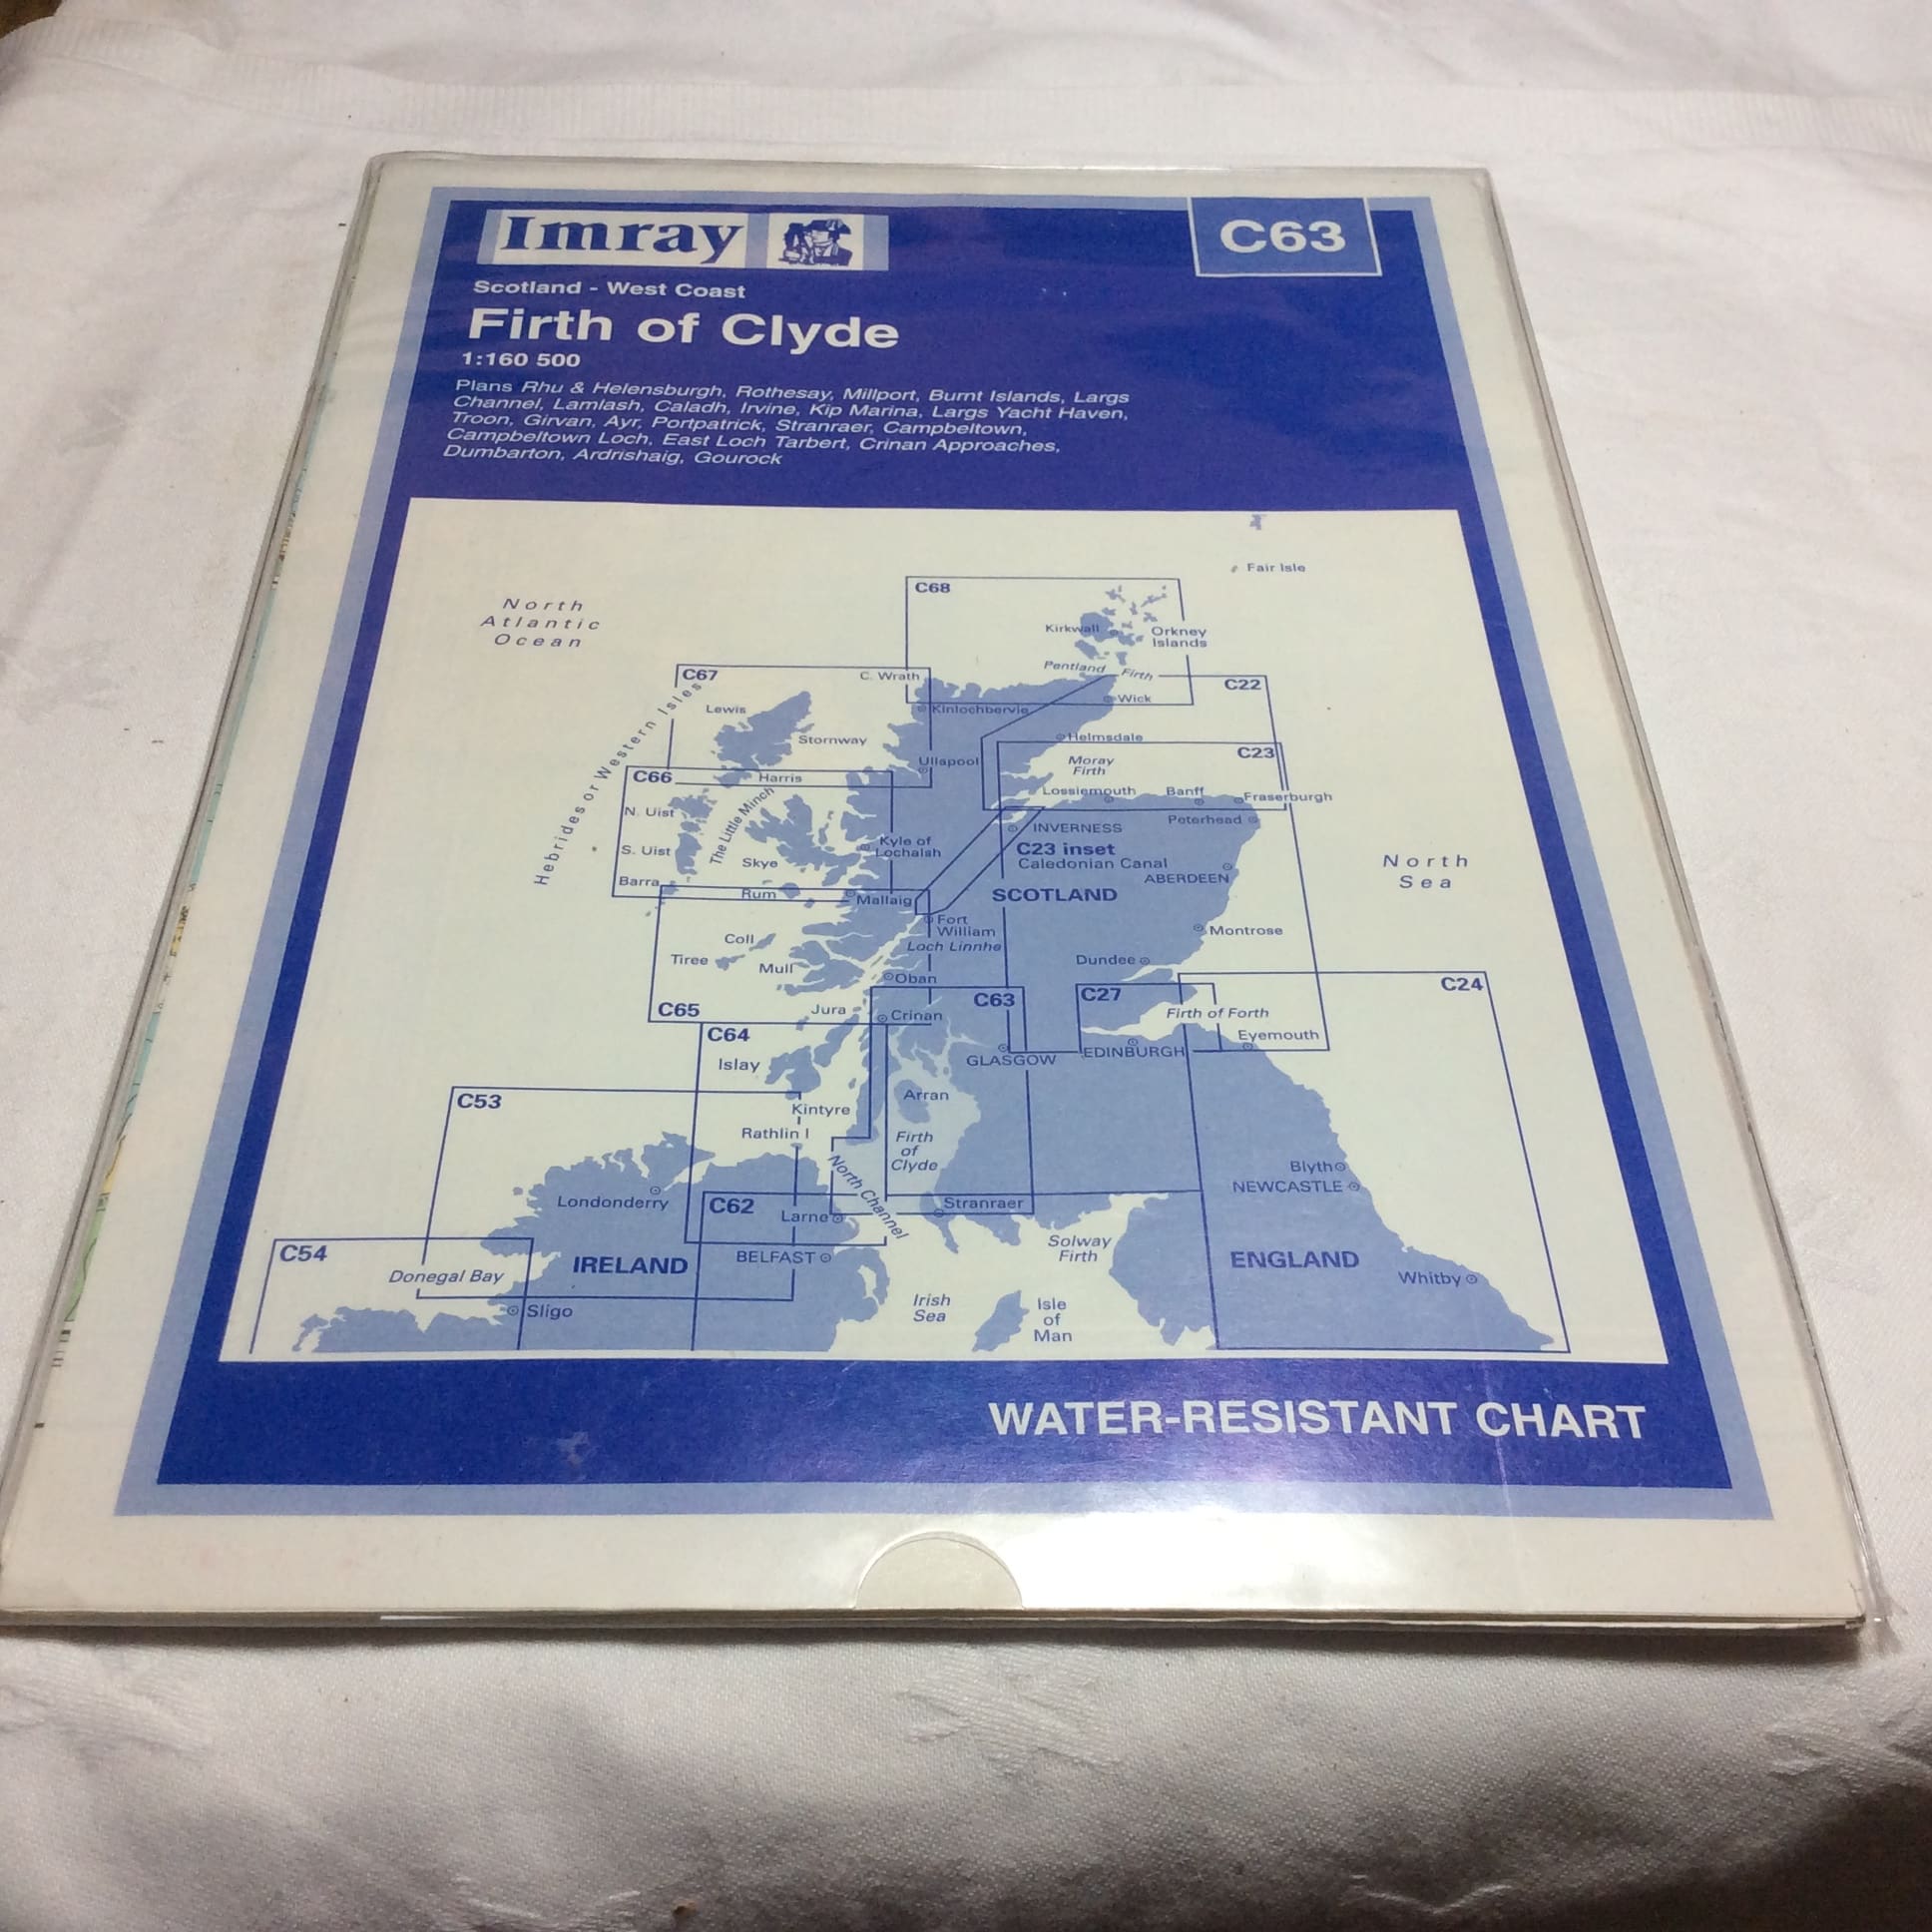 Imray
C63
Scotland - West Coast
Firth of Clyde
1:160 500
Plans Rhu & Helensburgh, Rothesay, Millport, Burnt Islands, Largs
Channel, Lamlash, Caladh, Irvine, Kip Marina, Largs Yacht Haven,
Troon, Girvan, Ayr, Portpatrick, Stranraer, Campbeltown,
Campbeltown Loch, East Loch Tarbert, Crinan Approaches,
Dumbarton, Ardrishaig, Gourock
Fair Isle
North
Atlantic
Ocean
C68
Kirkwall
Orkney
Islands
Pentland Firth
C67
C. Wrath
C22
Wick
Hebrides or Western Isles
Lewis
Kinlochbervie
Stornway
Helmsdale
C23
Ullapool
Moray
Firth
C66
Harris
Lossiemouth
Banff
Fraserburgh
N. Uist
The Little Minch
Peterhead
INVERNESS
S. Uist
Skye
Kyle of
Lochalsh
C23 inset
Caledonian Canal
ABERDEEN
North
Sea
Barra
Rum
Mallaig
SCOTLAND
Fort
William
Loch Linnhe
Montrose
Coll
Tiree
Mull
Dundee
Oban
C24
C65
Jura
C63
C27
Crinan
Firth of Forth
C64
Eyemouth
Islay
GLASGOW
EDINBURGH
C53
Kintyre
Arran
Rathlin I
Firth
of
Clyde
North Channel
Blyth
NEWCASTLE
Londonderry
C62
Larne
Stranraer
C54
Donegal Bay
IRELAND
BELFAST
Solway
Firth
ENGLAND
Whitby
Sligo
Irish
Sea
Isle
of
Man
WATER-RESISTANT CHART